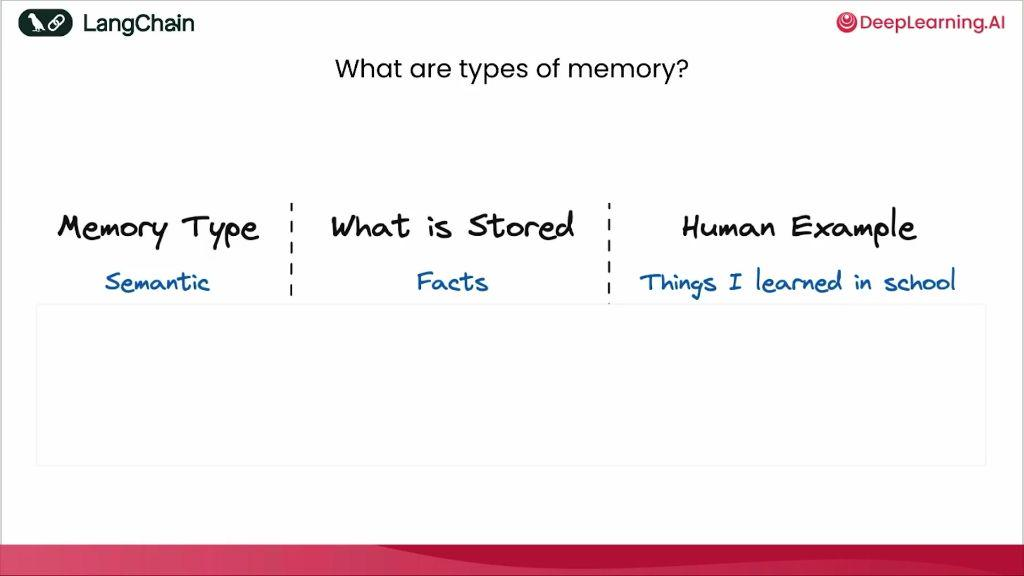 LangChain
DeepLearning.AI
What are types of memory?
Memory Type What is Stored Human Example
Semantic Facts Things I learned in school